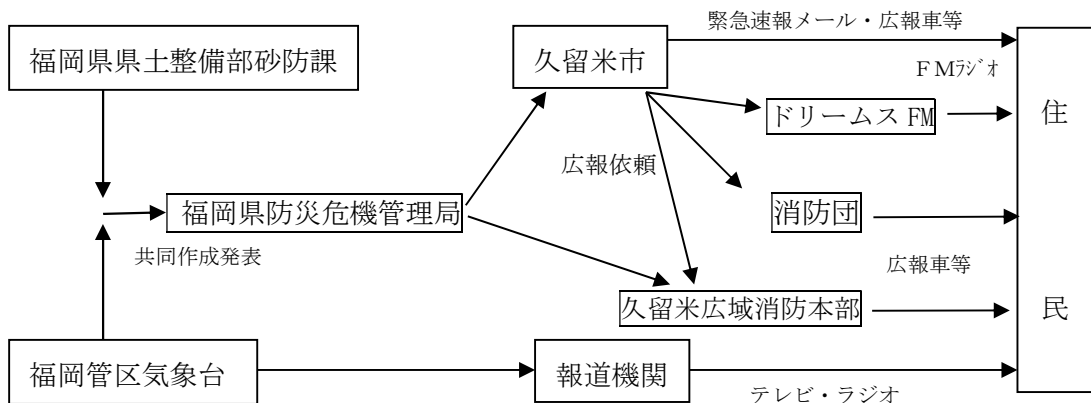 緊急速報メール・広報車等
福岡県県土整備部砂防課
久留米市
FMラジオ
ドリームス FM
住
広報依頼
福岡県防災危機管理局
消防団
共同作成発表
広報車等
久留米広域消防本部
民
福岡管区気象台
報道機関
テレビ・ラジオ